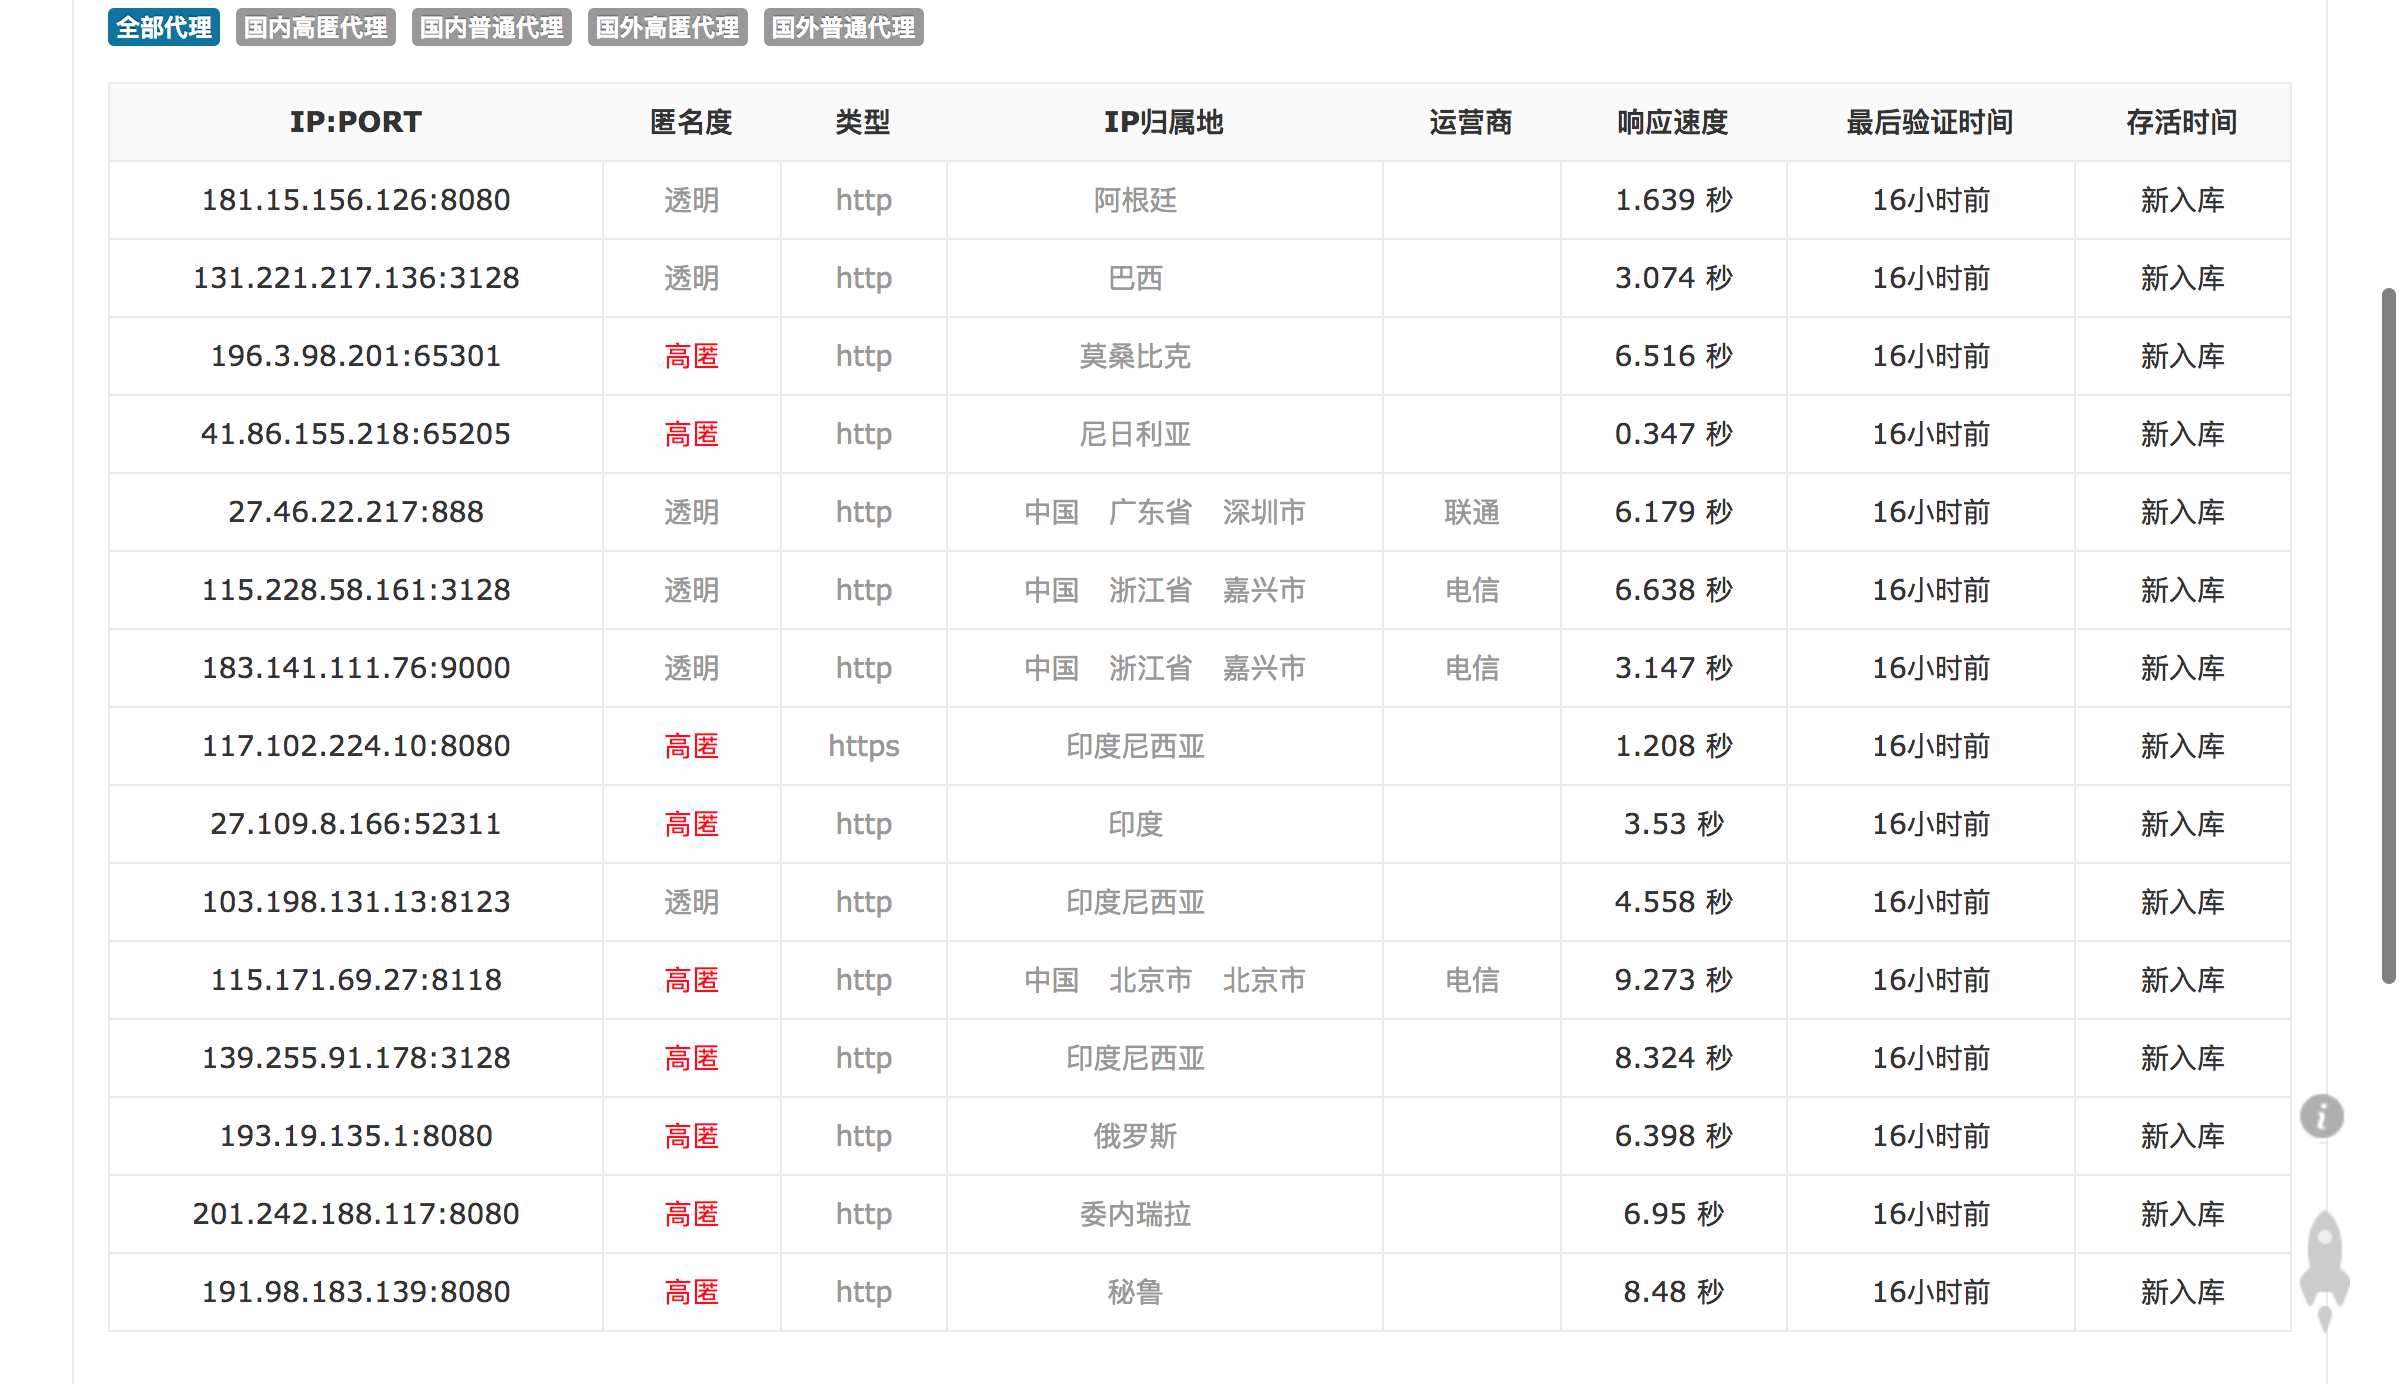 全部代理 国内高匿代理 国内普通代理 国外高匿代理 国外普通代理
IP:PORT 匿名度 类型 IP归属地 运营商 响应速度 最后验证时间 存活时间
181.15.156.126:8080 透明 http 阿根廷 1.639 秒 16小时前 新入库
131.221.217.136:3128 透明 http 巴西 3.074 秒 16小时前 新入库
196.3.98.201:65301 高匿 http 莫桑比克 6.516 秒 16小时前 新入库
41.86.155.218:65205 高匿 http 尼日利亚 0.347 秒 16小时前 新入库
27.46.22.217:888 透明 http 中国 广东省 深圳市 联通 6.179 秒 16小时前 新入库
115.228.58.161:3128 透明 http 中国 浙江省 嘉兴市 电信 6.638 秒 16小时前 新入库
183.141.111.76:9000 透明 http 中国 浙江省 嘉兴市 电信 3.147 秒 16小时前 新入库
117.102.224.10:8080 高匿 https 印度尼西亚 1.208 秒 16小时前 新入库
27.109.8.166:52311 高匿 http 印度 3.53 秒 16小时前 新入库
103.198.131.13:8123 透明 http 印度尼西亚 4.558 秒 16小时前 新入库
115.171.69.27:8118 高匿 http 中国 北京市 北京市 电信 9.273 秒 16小时前 新入库
139.255.91.178:3128 高匿 http 印度尼西亚 8.324 秒 16小时前 新入库
193.19.135.1:8080 高匿 http 俄罗斯 6.398 秒 16小时前 新入库
201.242.188.117:8080 高匿 http 委内瑞拉 6.95 秒 16小时前 新入库
191.98.183.139:8080 高匿 http 秘鲁 8.48 秒 16小时前 新入库